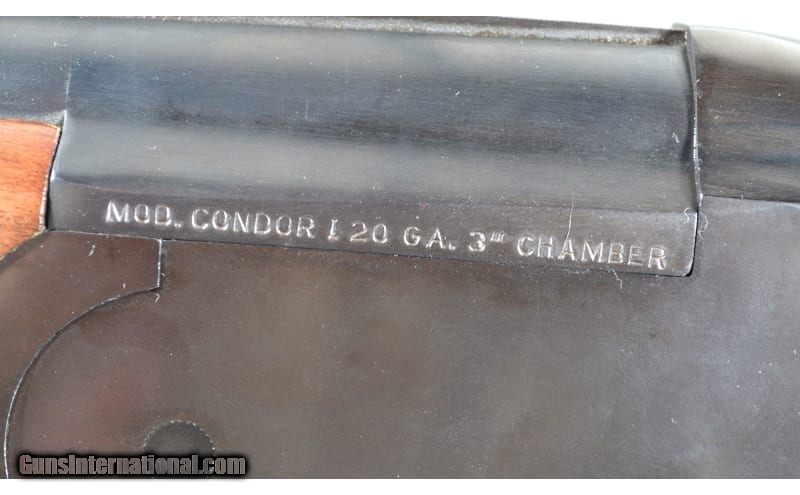 MOD. CONDOR I 20 GA. 3" CHAMBER
GunsInternational.com